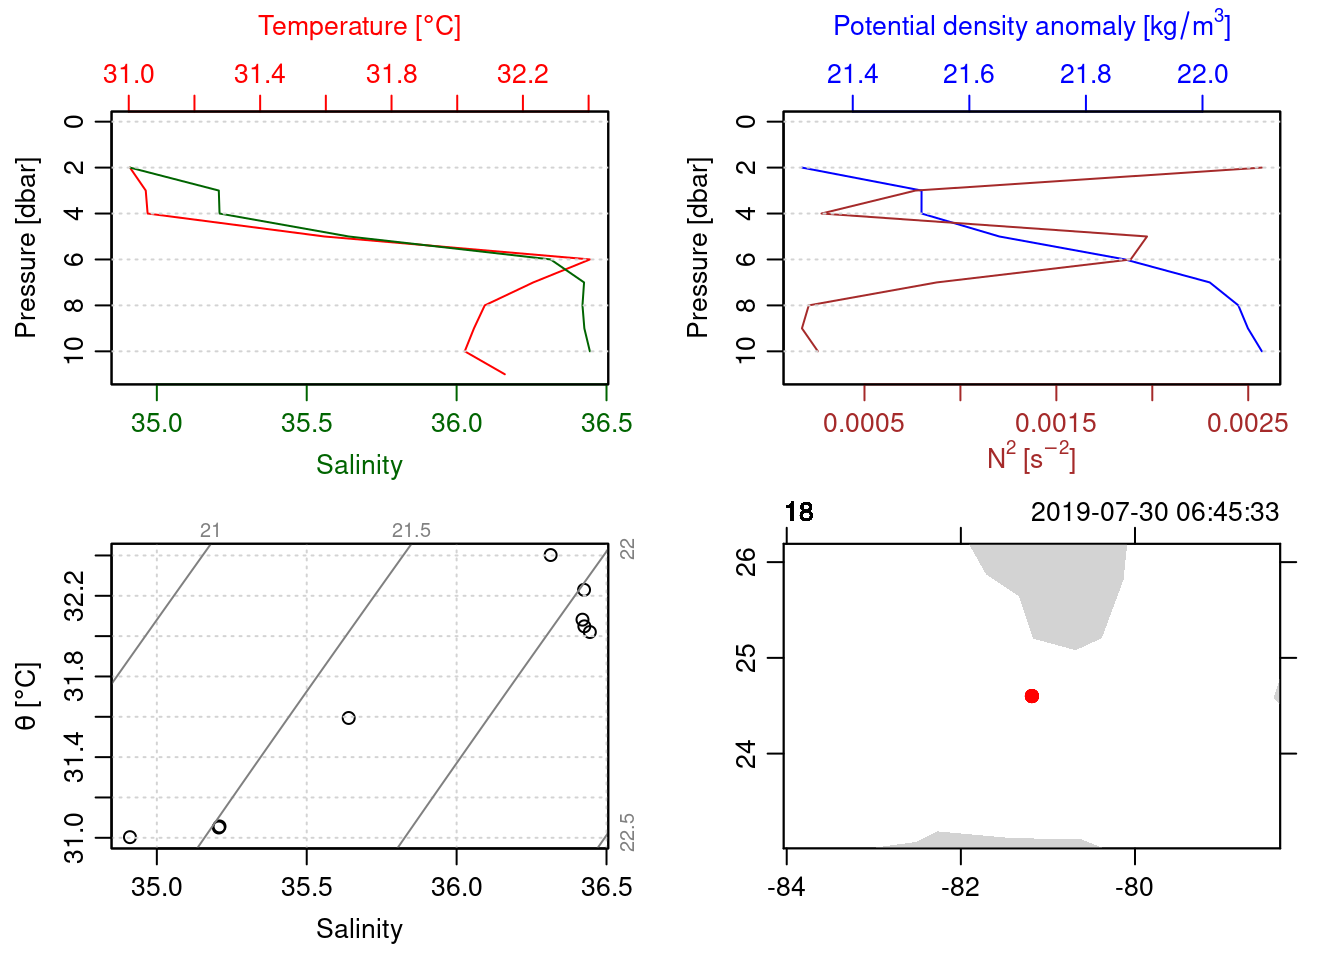 Temperature [°C]
31.0 31.4 31.8 32.2
0
2
4
6
8
10
Pressure [dbar]
35.0 35.5 36.0 36.5
Salinity
Potential density anomaly [kg/m³]
21.4 21.6 21.8 22.0
0
2
4
6
8
10
Pressure [dbar]
0.0005 0.0015 0.0025
N² [s⁻²]
21 21.5
22
22.5
32.2
31.8
31.4
31.0
θ [°C]
35.0 35.5 36.0 36.5
Salinity
18 2019-07-30 06:45:33
26
25
24
-84 -82 -80